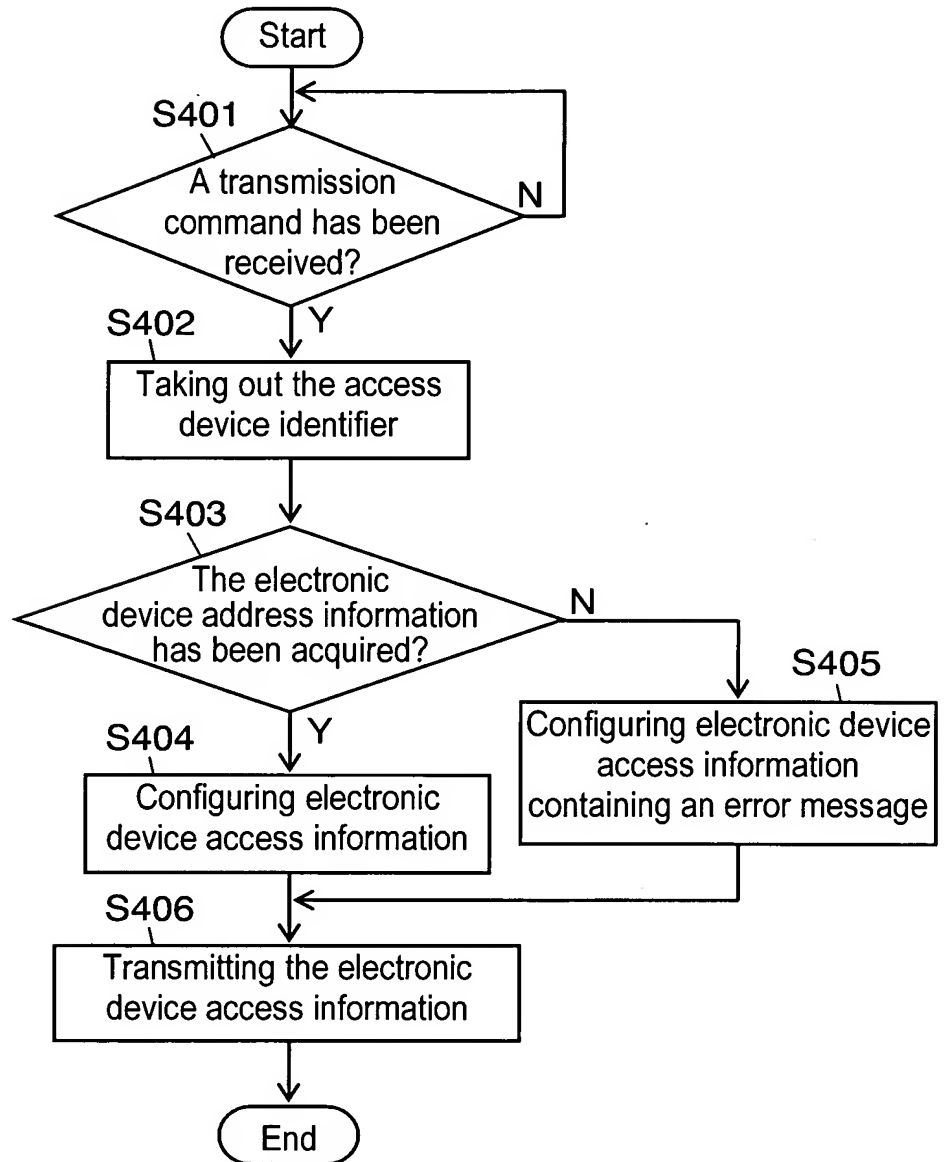 Start
S401
A transmission
command has been
received?
N
Y
S402
Taking out the access
device identifier
S403
The electronic
device address information
has been acquired?
N
Y
S405
Configuring electronic device
access information
containing an error message
S404
Configuring electronic
device access information
S406
Transmitting the electronic
device access information
End